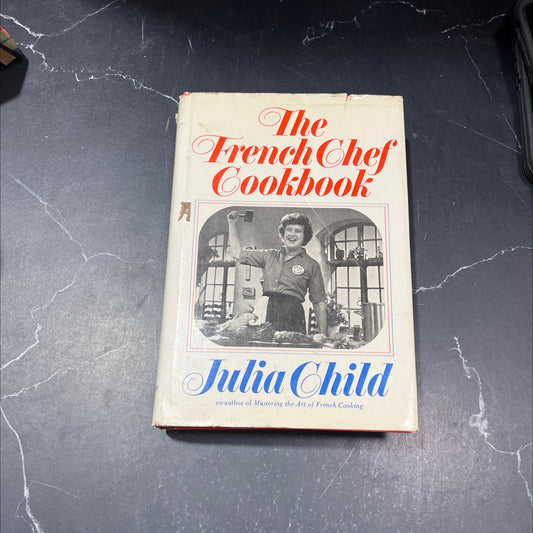 The
French Chef
Cookbook
Julia Child
co-author of Mastering the Art of French Cooking